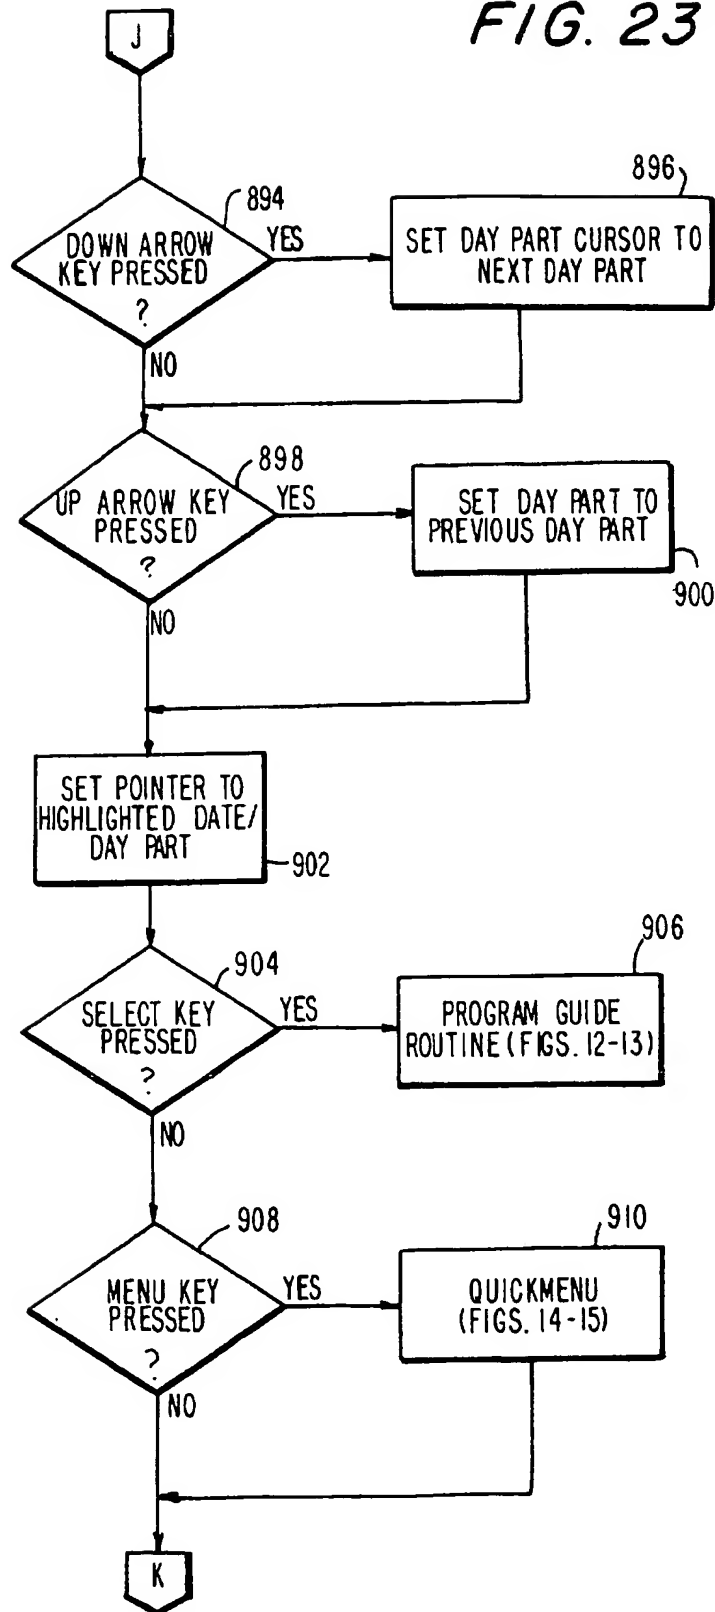 FIG. 23
J
894
DOWN ARROW
KEY PRESSED
?
YES
NO
896
SET DAY PART CURSOR TO
NEXT DAY PART
898
UP ARROW KEY
PRESSED
?
YES
NO
SET DAY PART TO
PREVIOUS DAY PART
900
SET POINTER TO
HIGHLIGHTED DATE/
DAY PART
902
904
SELECT KEY
PRESSED
?
YES
NO
906
PROGRAM GUIDE
ROUTINE (FIGS. 12-13)
908
MENU KEY
PRESSED
?
YES
NO
910
QUICKMENU
(FIGS. 14-15)
K